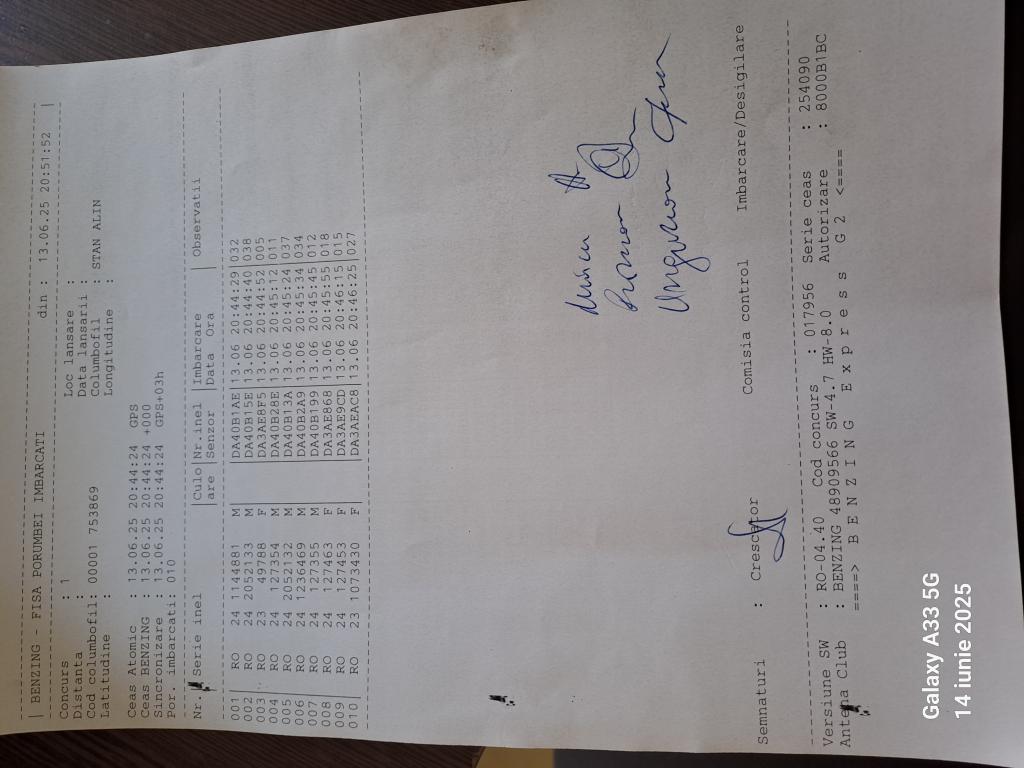 | BENZING - FISA PORUMBEI IMBARCATI din : 13.06.25 20:51:52 |
Concurs : 1 Loc lansare :
Distanta : Data lansarii :
Cod columbofil: 00001 753869 Columbofil : STAN ALIN
Latitudine : Longitudine :
Ceas Atomic : 13.06.25 20:44:24 GPS
Ceas BENZING : 13.06.25 20:44:24 +000
Sincronizare : 13.06.25 20:44:24 GPS+03h
Por. imbarcati: 010
Nr. Serie inel |Culo|Nr.inel |Imbarcare | Observatii
|are |Senzor |Data Ora |
001| RO 24 1144881 M | |DA40B1AE|13.06 20:44:29|032
002| RO 24 2052133 M | |DA40B15E|13.06 20:44:40|038
003| RO 23 49788 F | |DA3AE8F5|13.06 20:44:52|005
004| RO 24 127354 M | |DA40B28E|13.06 20:45:12|011
005| RO 24 2052132 M | |DA40B13A|13.06 20:45:24|037
006| RO 24 1236469 M | |DA40B2A9|13.06 20:45:34|034
007| RO 24 127355 M | |DA40B199|13.06 20:45:45|012
008| RO 24 127463 F | |DA3AE868|13.06 20:45:55|018
009| RO 24 127453 F | |DA3AE9CD|13.06 20:46:15|015
010| RO 23 1073430 F | |DA3AEAC8|13.06 20:46:25|027
Semnaturi : Crescator Comisia control Imbarcare/Desigilare
Versiune SW : RO-04.40 Cod concurs : 017956 Serie ceas : 254090
Antena Club : BENZING 48909566 SW-4.7 HW-8.0 Autorizare : 8000B1BC
====> B E N Z I N G E x p r e s s G 2 <====
Galaxy A33 5G
14 iunie 2025